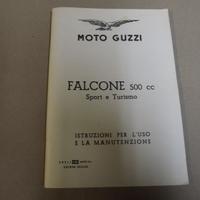 MOTO GUZZI
FALCONE 500 cc
Sport e Turismo
ISTRUZIONI PER L'USO
E LA MANUTENZIONE